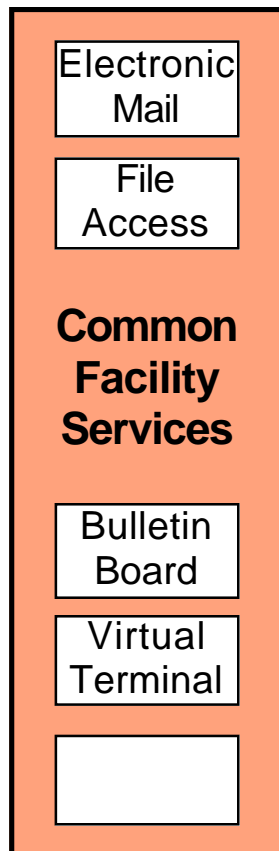 Electronic
Mail
File
Access
Common
Facility
Services
Bulletin
Board
Virtual
Terminal